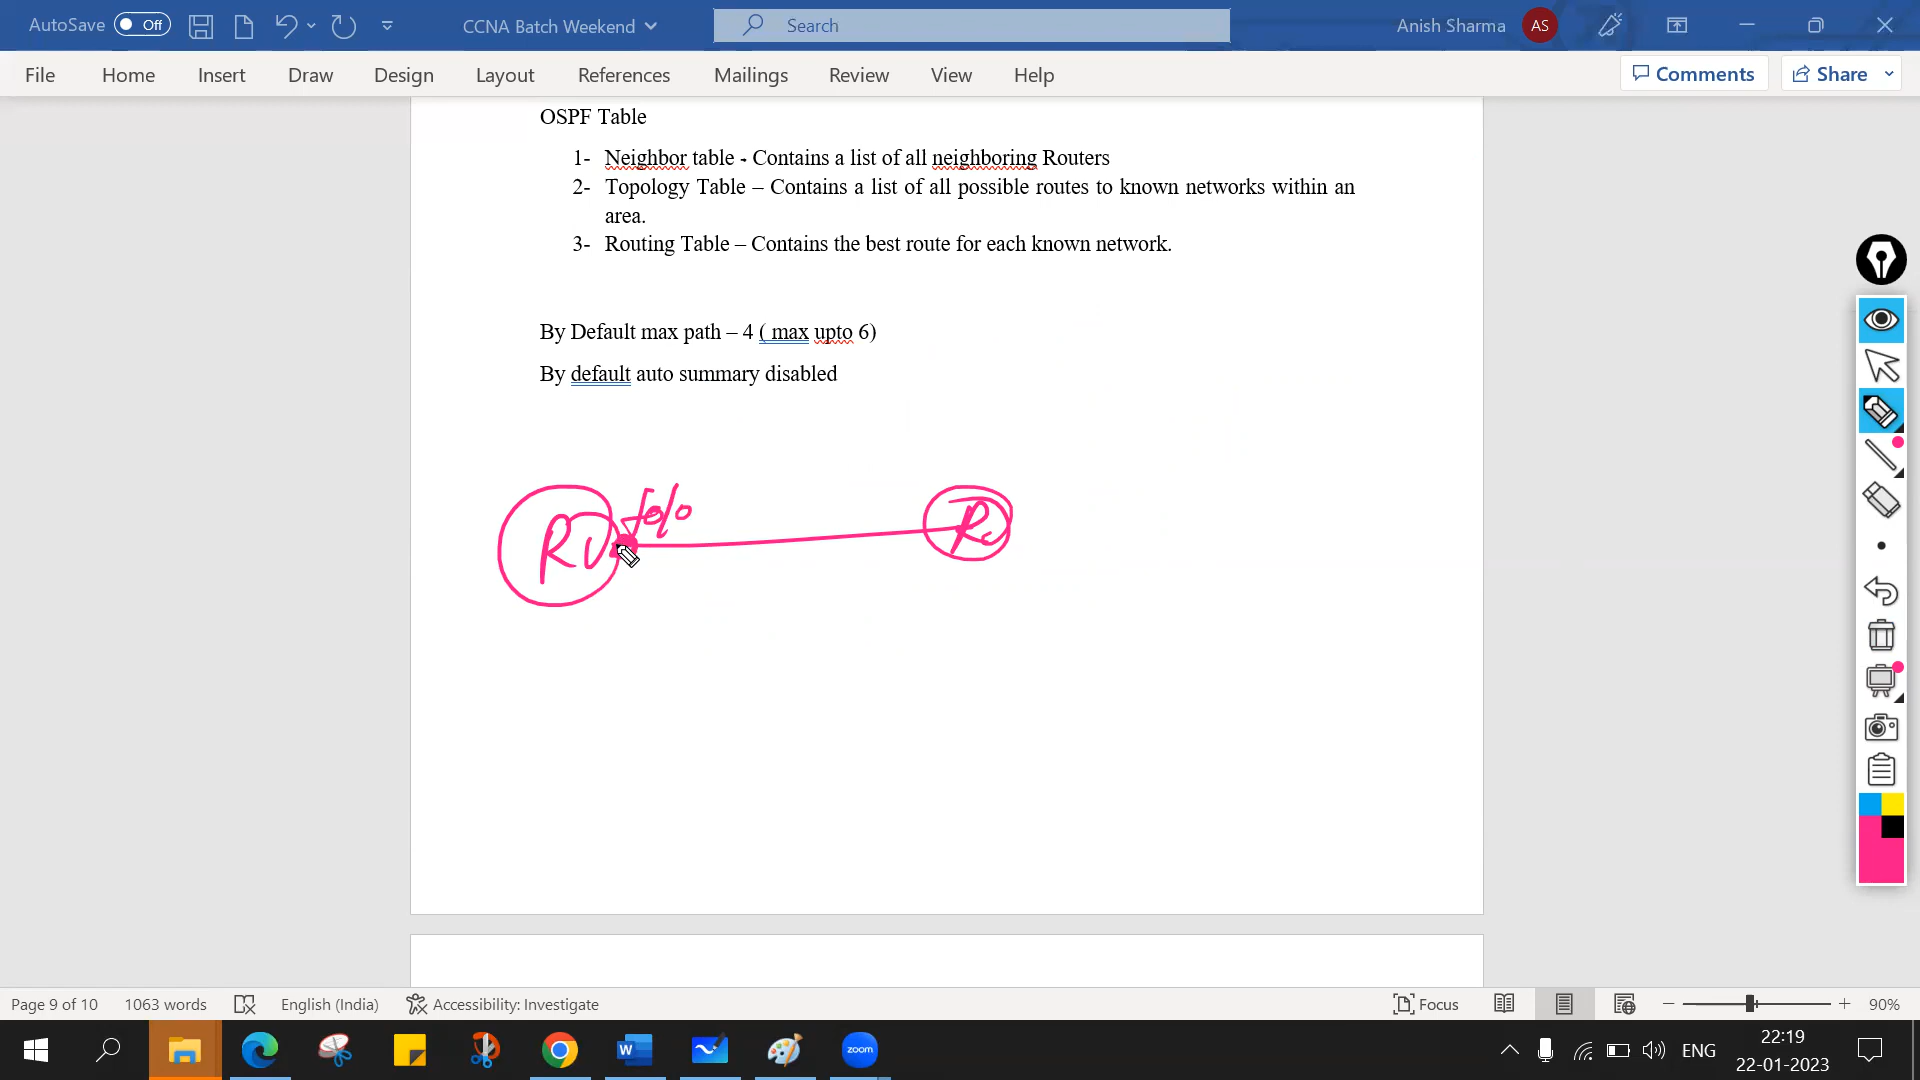 AutoSave Off CCNA Batch Weekend Search Anish Sharma AS
File Home Insert Draw Design Layout References Mailings Review View Help Comments Share
OSPF Table
1- Neighbor table - Contains a list of all neighboring Routers
2- Topology Table – Contains a list of all possible routes to known networks within an
area.
3- Routing Table – Contains the best route for each known network.
By Default max path – 4 ( max upto 6)
By default auto summary disabled
f0/0
Page 9 of 10 1063 words English (India) Accessibility: Investigate Focus 90%
W zoom ENG 22:19
22-01-2023